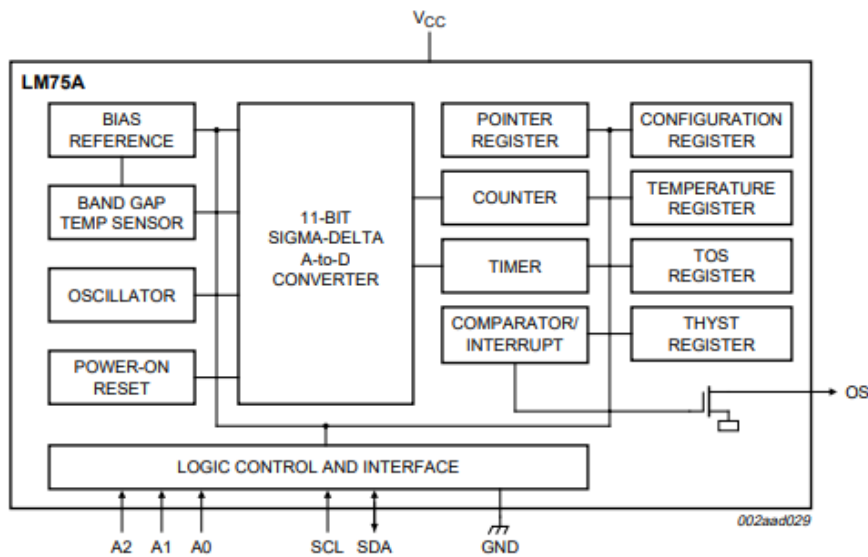 VCC
LM75A
BIAS
REFERENCE
BAND GAP
TEMP SENSOR
OSCILLATOR
POWER-ON
RESET
11-BIT
SIGMA-DELTA
A-to-D
CONVERTER
POINTER
REGISTER
CONFIGURATION
REGISTER
COUNTER
TEMPERATURE
REGISTER
TIMER
TOS
REGISTER
COMPARATOR/
INTERRUPT
THYST
REGISTER
OS
LOGIC CONTROL AND INTERFACE
002aad029
A2 A1 A0 SCL SDA GND